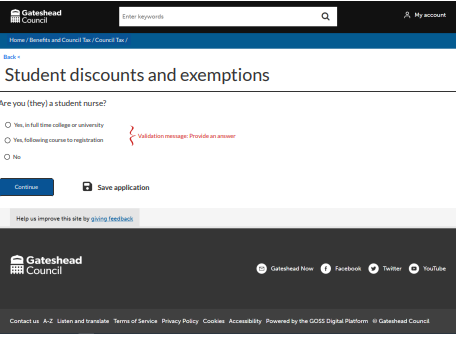 Gateshead
Council
Enter keywords
My account
Home / Benefits and Council Tax / Council Tax /
Back «
Student discounts and exemptions
Are you (they) a student nurse?
Yes, in full time college or university
Yes, following course to registration
Validation message: Provide an answer
No
Continue
Save application
Help us improve this site by giving feedback
Gateshead
Council
Gateshead Now
Facebook
Twitter
YouTube
Contact us A-Z Listen and translate Terms of Service Privacy Policy Cookies Accessibility Powered by the GOSS Digital Platform © Gateshead Council